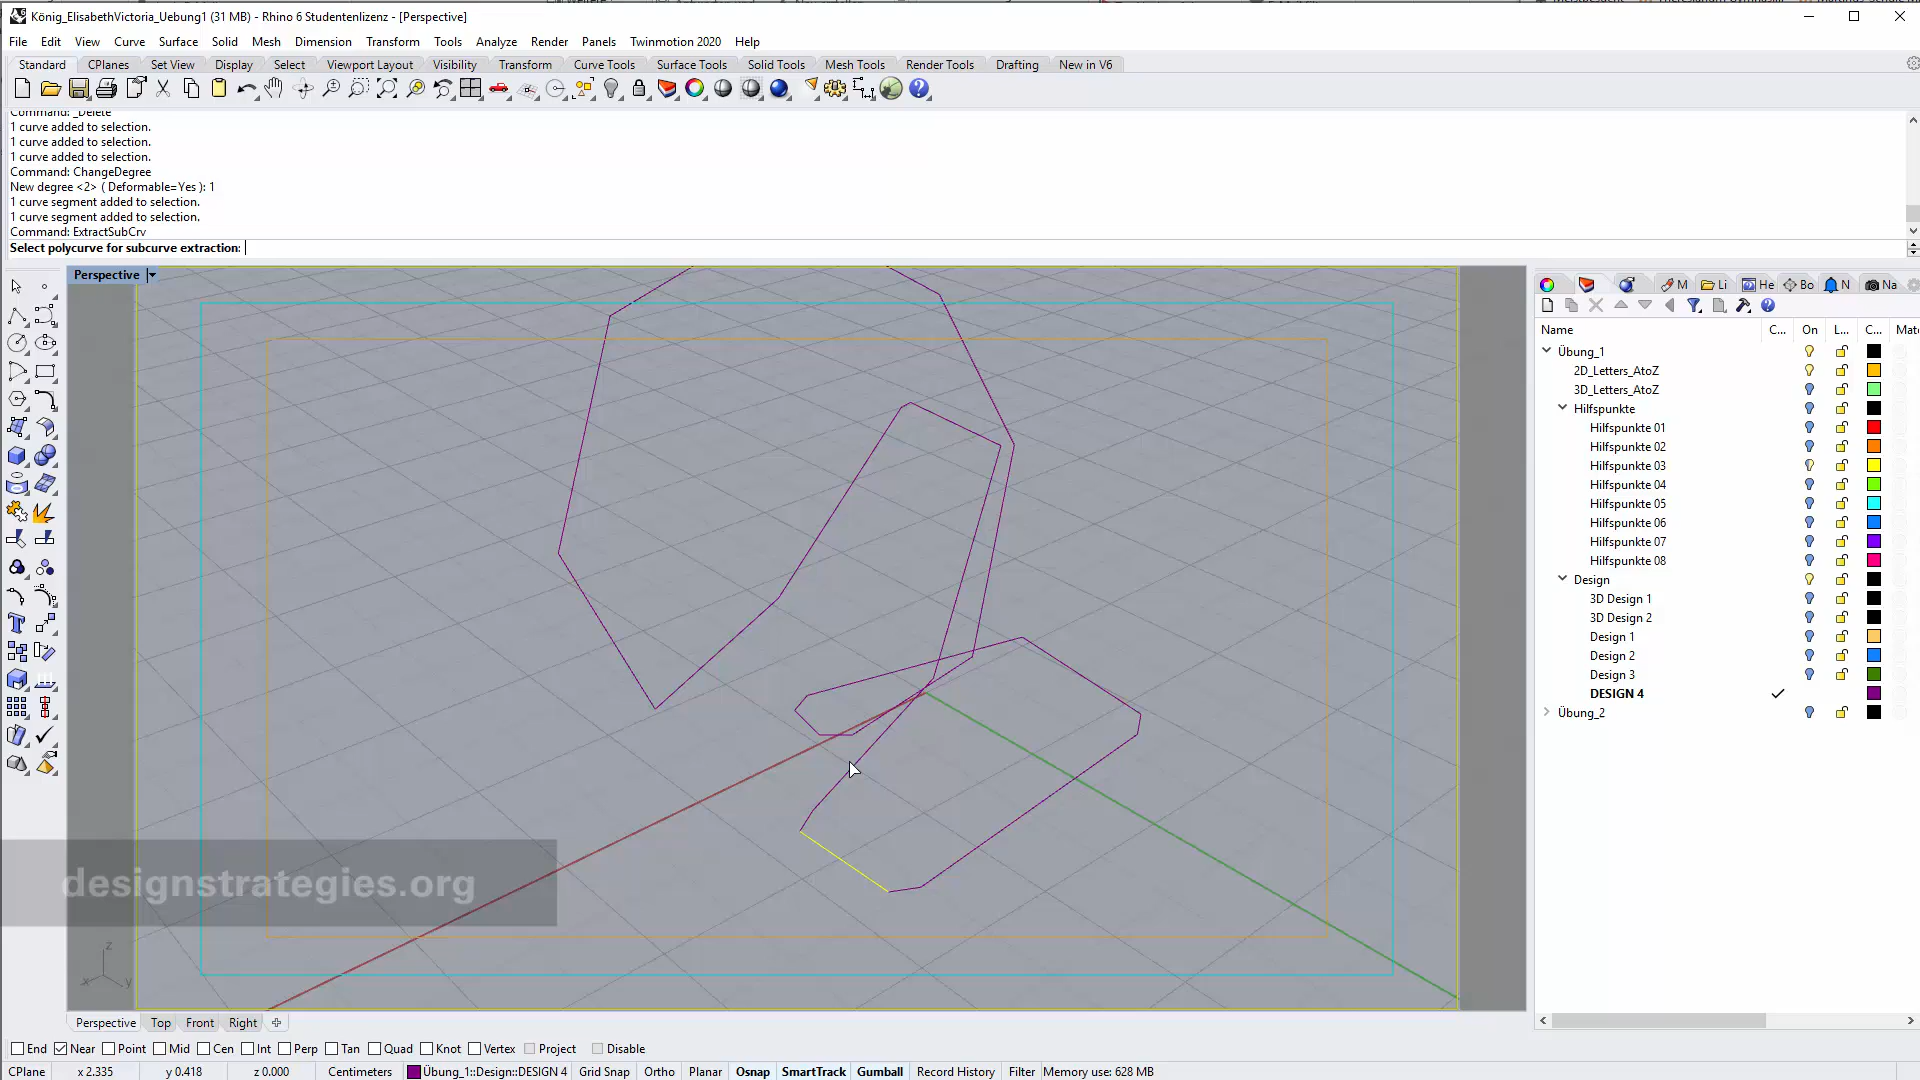 König_ElisabethVictoria_Uebung1 (31 MB) - Rhino 6 Studentenlizenz - [Perspective]
File Edit View Curve Surface Solid Mesh Dimension Transform Tools Analyze Render Panels Twinmotion 2020 Help
Standard CPlanes Set View Display Select Viewport Layout Visibility Transform Curve Tools Surface Tools Solid Tools Mesh Tools Render Tools Drafting New in V6
Command: _Delete
1 curve added to selection.
1 curve added to selection.
1 curve added to selection.
Command: ChangeDegree
New degree <2> ( Deformable=Yes ): 1
1 curve segment added to selection.
1 curve segment added to selection.
Command: ExtractSubCrv
Select polycurve for subcurve extraction:
Perspective
M Li He Bo N Na
Name C... On L... C... Mate
Übung_1
2D_Letters_AtoZ
3D_Letters_AtoZ
Hilfspunkte
Hilfspunkte 01
Hilfspunkte 02
Hilfspunkte 03
Hilfspunkte 04
Hilfspunkte 05
Hilfspunkte 06
Hilfspunkte 07
Hilfspunkte 08
Design
3D Design 1
3D Design 2
Design 1
Design 2
Design 3
DESIGN 4
Übung_2
designstrategies.org
z
x y
Perspective Top Front Right
End Near Point Mid Cen Int Perp Tan Quad Knot Vertex Project Disable
CPlane x 2.335 y 0.418 z 0.000 Centimeters Übung_1::Design::DESIGN 4 Grid Snap Ortho Planar Osnap SmartTrack Gumball Record History Filter Memory use: 628 MB